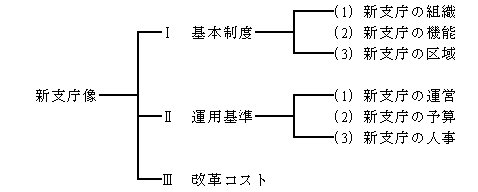 新支庁像
Ⅰ 基本制度
(1) 新支庁の組織
(2) 新支庁の機能
(3) 新支庁の区域
Ⅱ 運用基準
(1) 新支庁の運営
(2) 新支庁の予算
(3) 新支庁の人事
Ⅲ 改革コスト